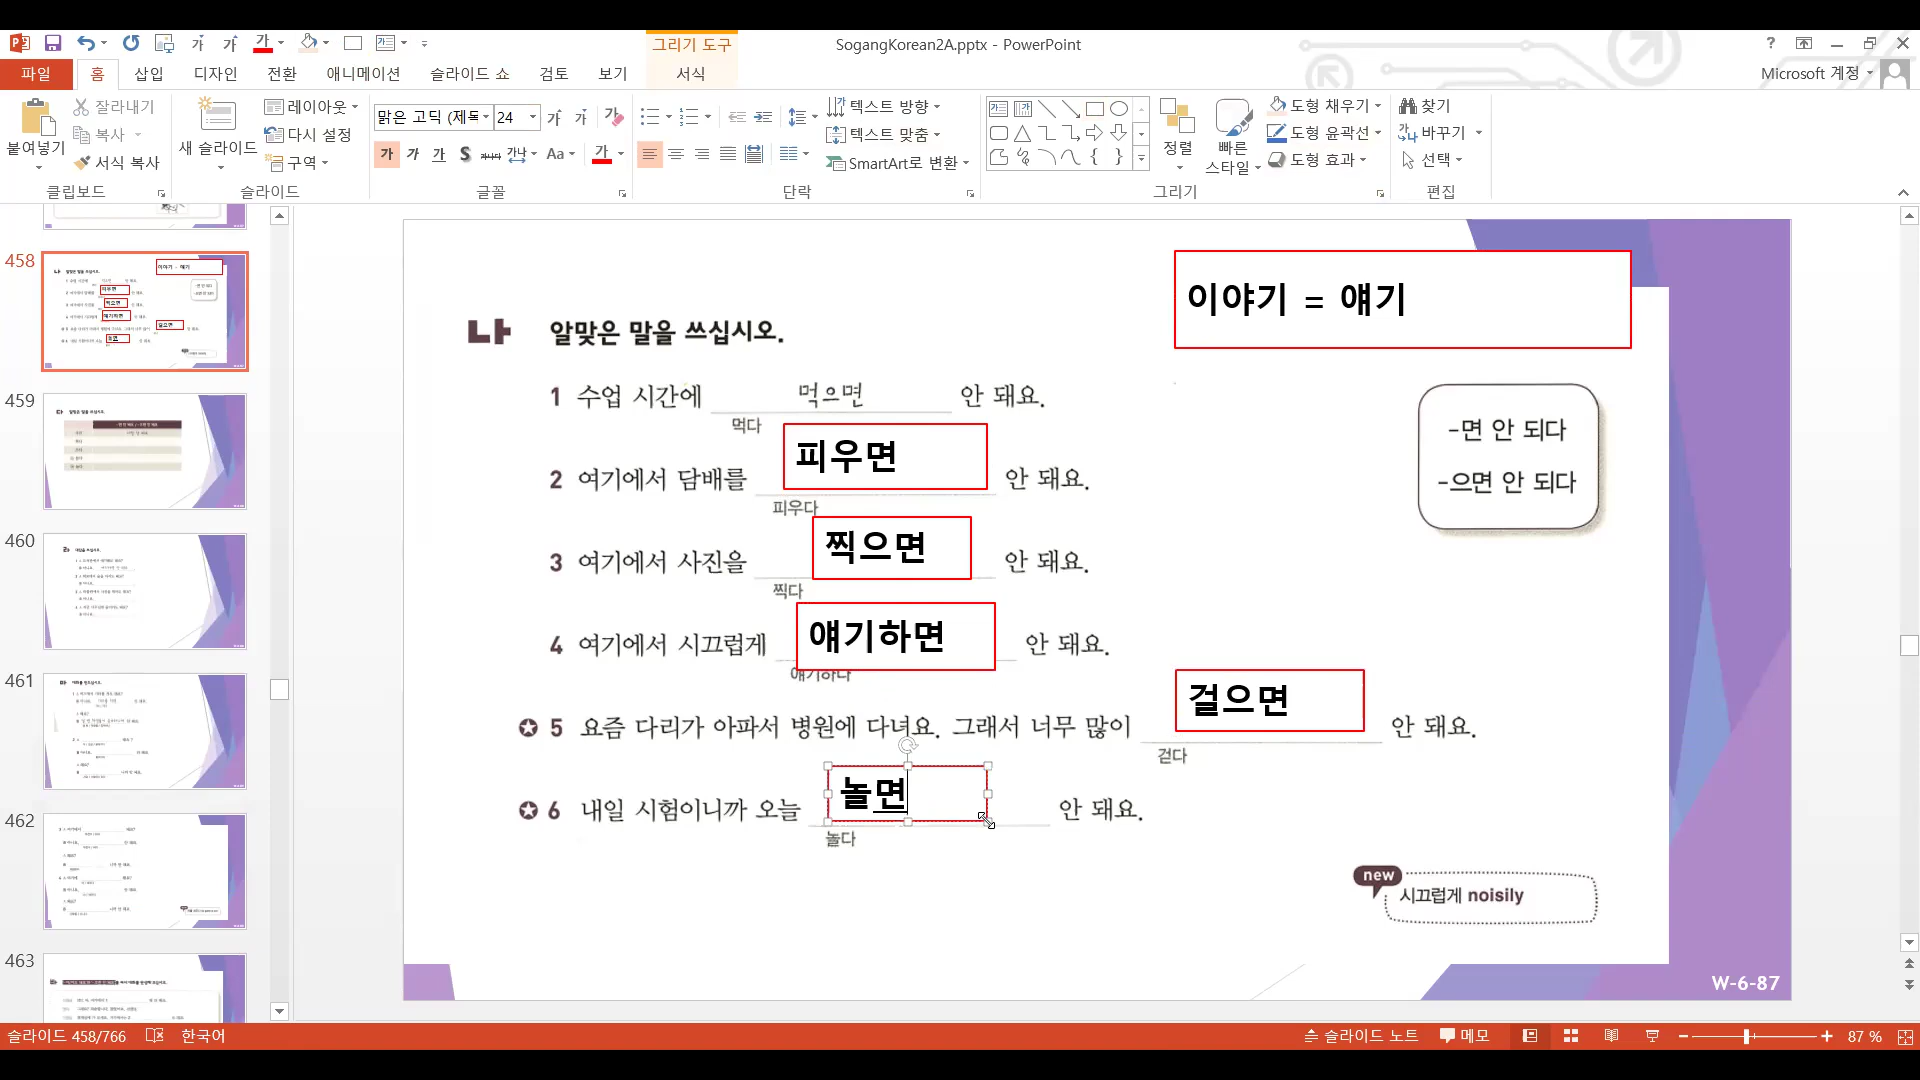 그리기 도구
SogangKorean2A.pptx - PowerPoint
파일 홈 삽입 디자인 전환 애니메이션 슬라이드 쇼 검토 보기 서식
Microsoft 계정
붙여넣기
잘라내기
복사
서식 복사
클립보드
새 슬라이드
레이아웃
다시 설정
구역
슬라이드
맑은 고딕 (제목 24
글꼴
텍스트 방향
텍스트 맞춤
SmartArt로 변환
단락
정렬
빠른 스타일
도형 채우기
도형 윤곽선
도형 효과
그리기
찾기
바꾸기
선택
편집
458
459
460
461
462
463
이야기 = 얘기
나 알맞은 말을 쓰십시오.
1 수업 시간에 먹으면 안 돼요.
먹다
2 여기에서 담배를 피우면 안 돼요.
피우다
3 여기에서 사진을 찍으면 안 돼요.
찍다
4 여기에서 시끄럽게 얘기하면 안 돼요.
얘기하다
5 요즘 다리가 아파서 병원에 다녀요. 그래서 너무 많이 걸으면 안 돼요.
걷다
6 내일 시험이니까 오늘 놀면 안 돼요.
놀다
-면 안 되다
-으면 안 되다
new
시끄럽게 noisily
W-6-87
슬라이드 458/766 한국어
슬라이드 노트 메모 87 %